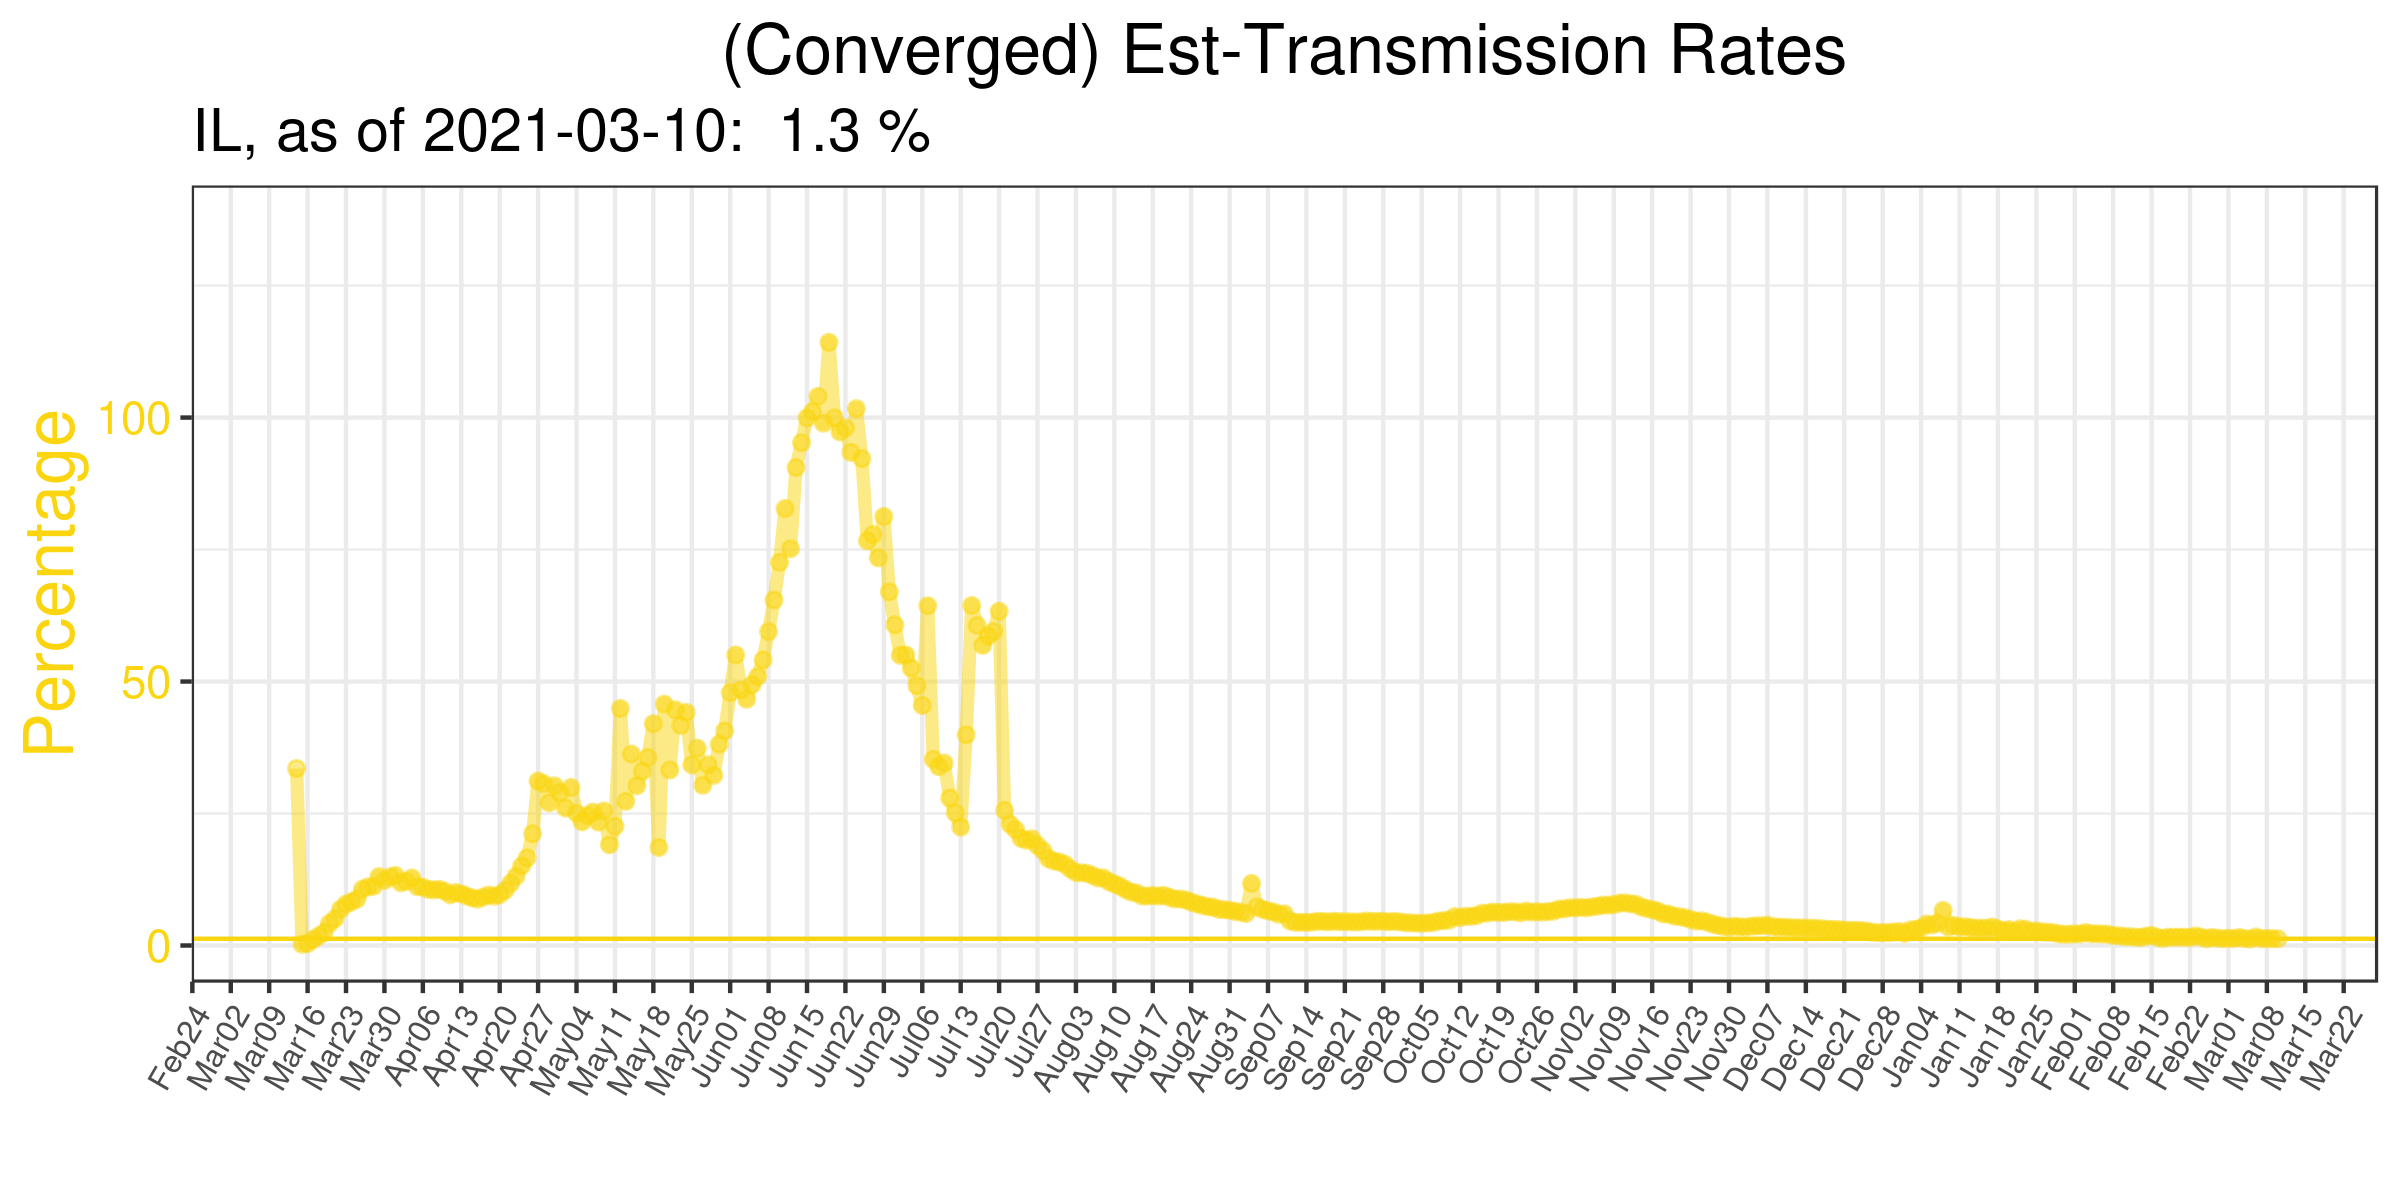 (Converged) Est-Transmission Rates
IL, as of 2021-03-10:  1.3 %
Percentage
100
50
0
Feb24
Mar02
Mar09
Mar16
Mar23
Mar30
Apr06
Apr13
Apr20
Apr27
May04
May11
May18
May25
Jun01
Jun08
Jun15
Jun22
Jun29
Jul06
Jul13
Jul20
Jul27
Aug03
Aug10
Aug17
Aug24
Aug31
Sep07
Sep14
Sep21
Sep28
Oct05
Oct12
Oct19
Oct26
Nov02
Nov09
Nov16
Nov23
Nov30
Dec07
Dec14
Dec21
Dec28
Jan04
Jan11
Jan18
Jan25
Feb01
Feb08
Feb15
Feb22
Mar01
Mar08
Mar15
Mar22